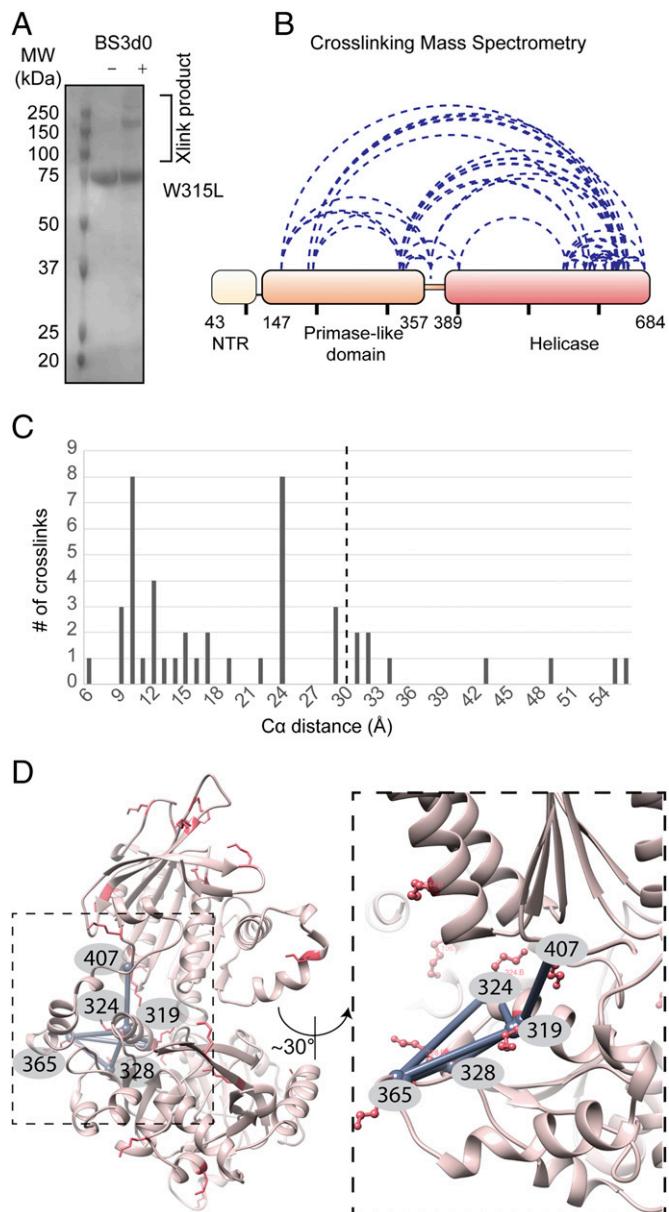 A
BS3d0
MW
(kDa)
− +
250
150
100
75
50
37
25
20
Xlink product
W315L
B
Crosslinking Mass Spectrometry
43 147 357 389 684
NTR Primase-like domain Helicase
C
# of crosslinks
9
8
7
6
5
4
3
2
1
0
6 9 12 15 18 21 24 27 30 33 36 39 42 45 48 51 54
Cα distance (Å)
D
407
324
319
365
328
~30°
407
324
319
328
365